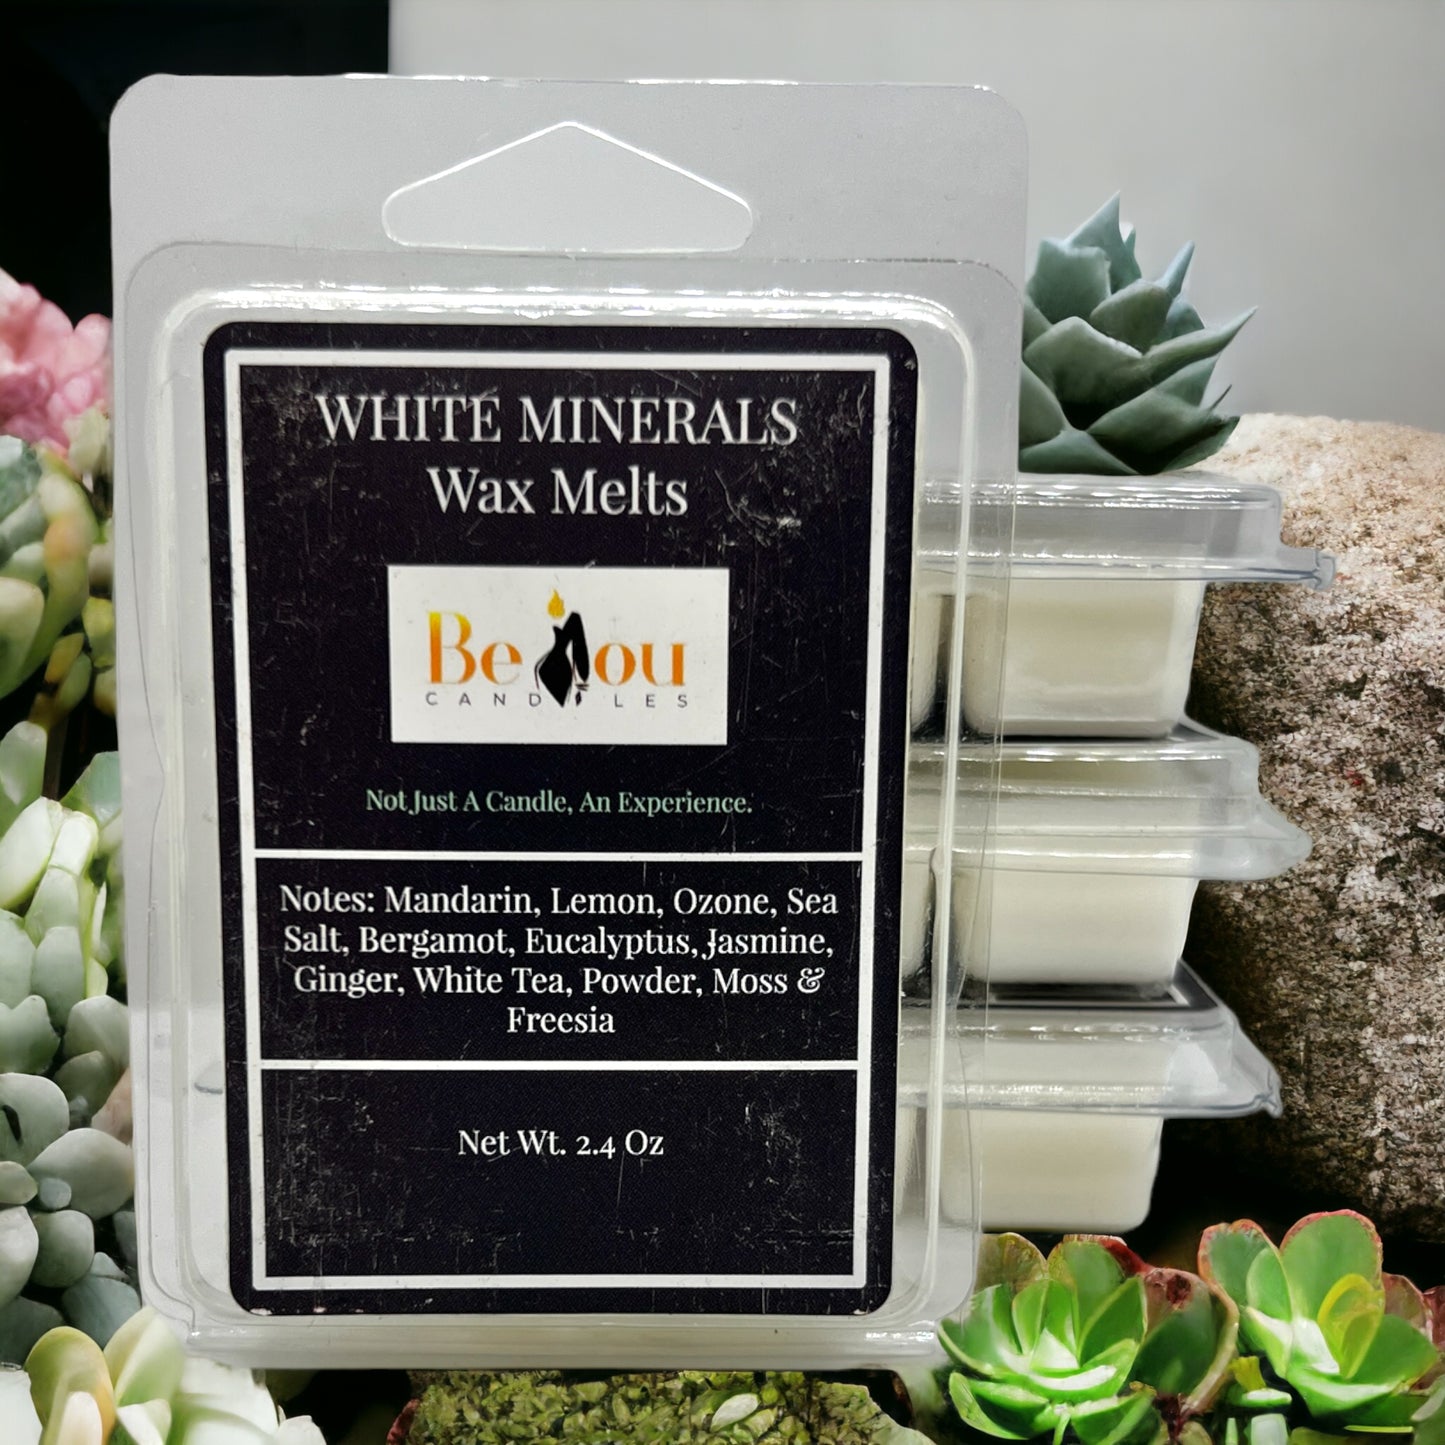 WHITE MINERALS
Wax Melts
Be You
CANDLES
Not Just A Candle, An Experience.
Notes: Mandarin, Lemon, Ozone, Sea
Salt, Bergamot, Eucalyptus, Jasmine,
Ginger, White Tea, Powder, Moss &
Freesia
Net Wt. 2.4 Oz